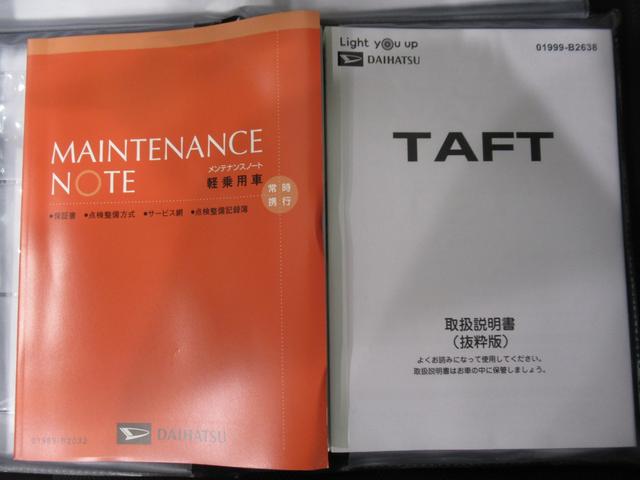 MAINTENANCE
NOTE
メンテナンスノート
軽乗用車
常時
携行
●保証書 ●点検整備方式 ●サービス網 ●点検整備記録簿
01999-B2032
DAIHATSU
Light you up
DAIHATSU
01999-B2638
TAFT
取扱説明書
（抜粋版）
よくお読みになって使用してください。
取扱説明書はお車の中に保管しましょう。